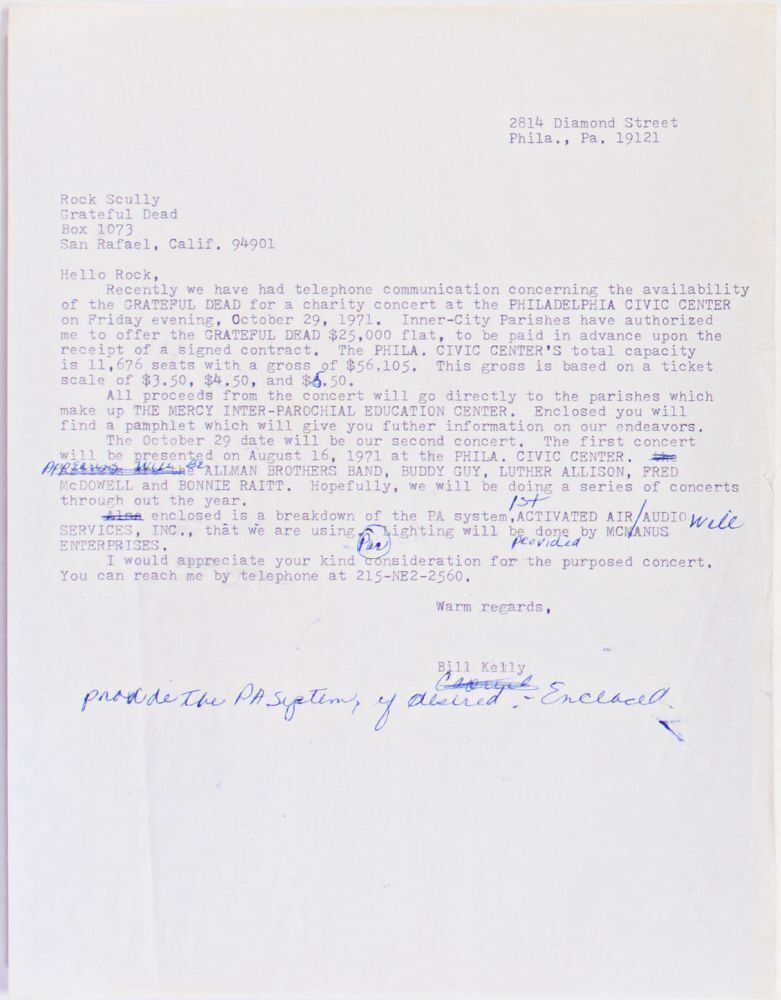 2814 Diamond Street
Phila., Pa. 19121
Rock Scully
Grateful Dead
Box 1073
San Rafael, Calif. 94901
Hello Rock,
Recently we have had telephone communication concerning the availability
of the GRATEFUL DEAD for a charity concert at the PHILADELPHIA CIVIC CENTER
on Friday evening, October 29, 1971. Inner-City Parishes have authorized
me to offer the GRATEFUL DEAD $25,000 flat, to be paid in advance upon the
receipt of a signed contract. The PHILA. CIVIC CENTER'S total capacity
is 11,676 seats with a gross of $56,105. This gross is based on a ticket
scale of $3.50, $4.50, and $6.50.
All proceeds from the concert will go directly to the parishes which
make up THE MERCY INTER-PAROCHIAL EDUCATION CENTER. Enclosed you will
find a pamphlet which will give you futher information on our endeavors.
The October 29 date will be our second concert. The first concert
will be presented on August 16, 1971 at the PHILA. CIVIC CENTER. the
Appearing will be ALLMAN BROTHERS BAND, BUDDY GUY, LUTHER ALLISON, FRED
McDOWELL and BONNIE RAITT. Hopefully, we will be doing a series of concerts
through out the year.
1st
Also enclosed is a breakdown of the PA system, ACTIVATED AIR/AUDIO will
SERVICES, INC., that we are using. Lighting will be done by MCMANUS
provided
ENTERPRISES.
I would appreciate your kind consideration for the purposed concert.
You can reach me by telephone at 215-NE2-2560.
Warm regards,
Bill Kelly
provide the PA System, if desired - Enclosed.